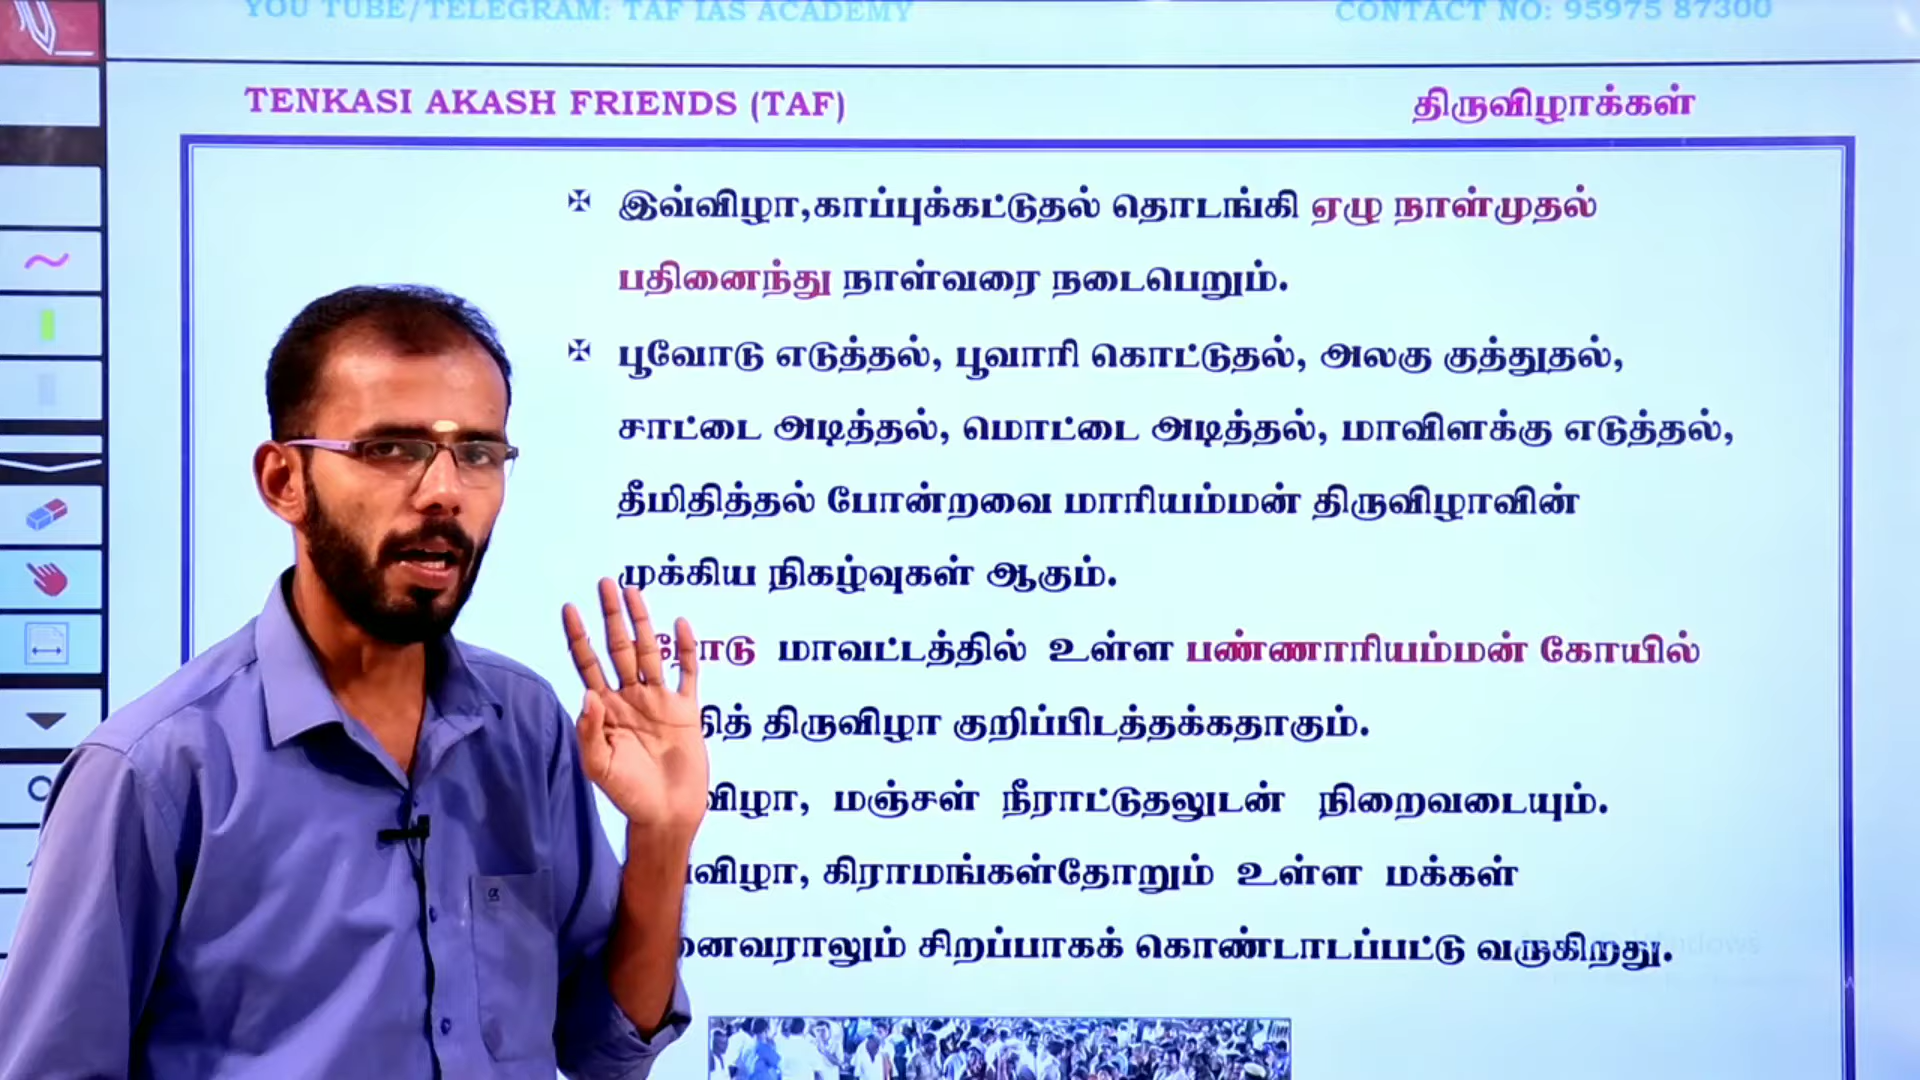 YOU TUBE/TELEGRAM: TAF IAS ACADEMY CONTACT NO: 95975 87300
TENKASI AKASH FRIENDS (TAF) திருவிழாக்கள்
இவ்விழா,காப்புக்கட்டுதல் தொடங்கி ஏழு நாள்முதல்
பதினைந்து நாள்வரை நடைபெறும்.
பூவோடு எடுத்தல், பூவாரி கொட்டுதல், அலகு குத்துதல்,
சாட்டை அடித்தல், மொட்டை அடித்தல், மாவிளக்கு எடுத்தல்,
தீமிதித்தல் போன்றவை மாரியம்மன் திருவிழாவின்
முக்கிய நிகழ்வுகள் ஆகும்.
மாவட்டத்தில் உள்ள பண்ணாரியம்மன் கோயில்
திருவிழா குறிப்பிடத்தக்கதாகும்.
மஞ்சள் நீராட்டுதலுடன் நிறைவடையும்.
கிராமங்கள்தோறும் உள்ள மக்கள்
சிறப்பாகக் கொண்டாடப்பட்டு வருகிறது.